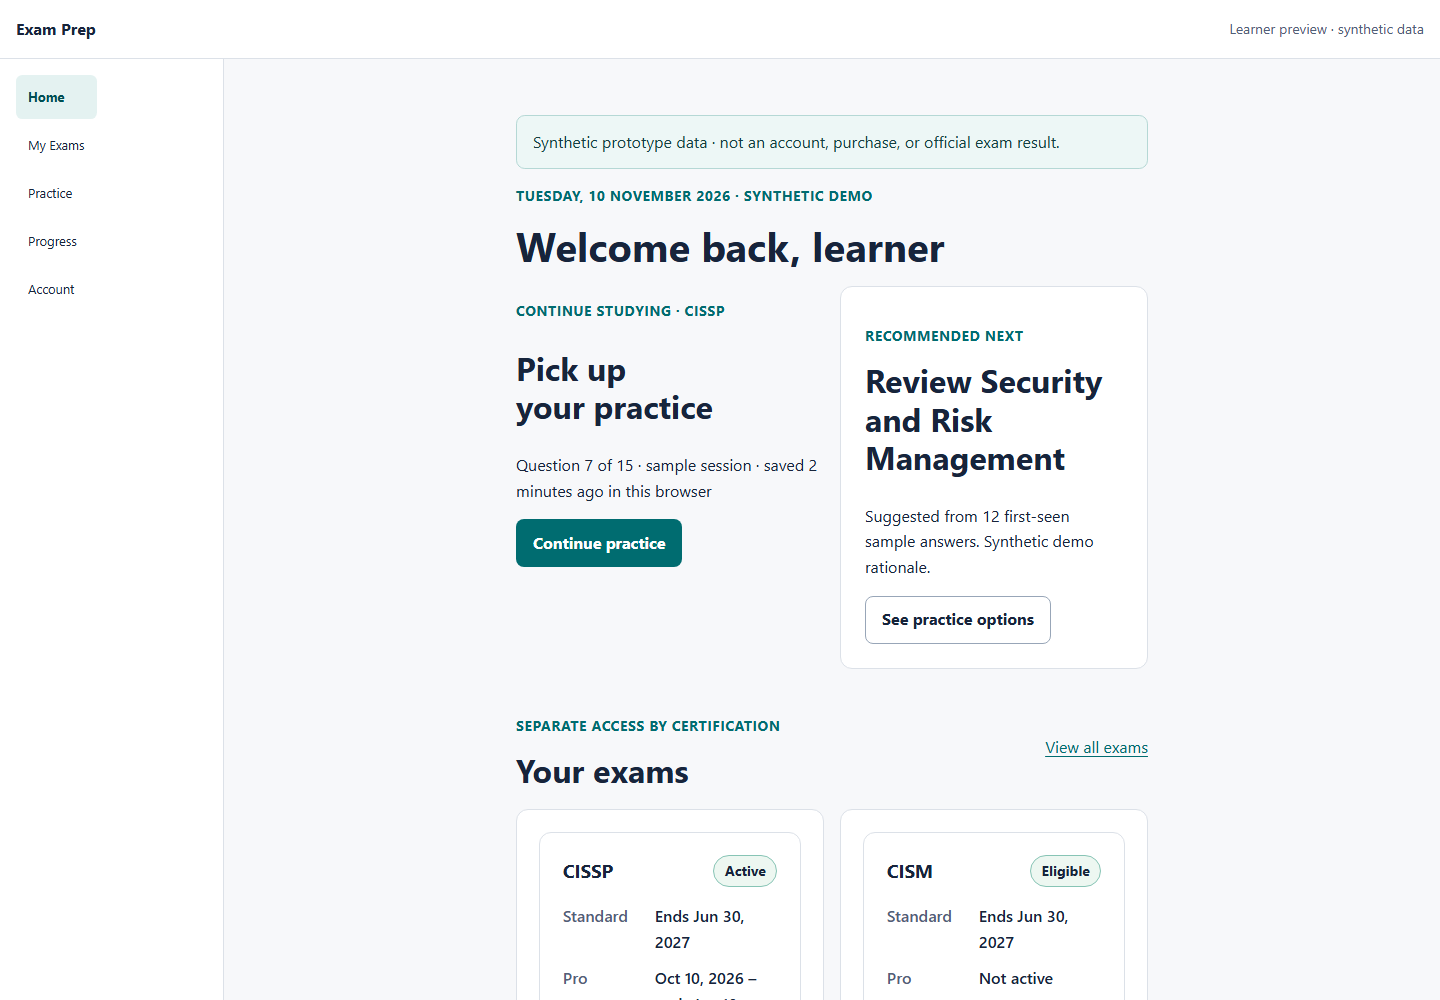 Exam Prep
Learner preview · synthetic data
Home
My Exams
Practice
Progress
Account
Synthetic prototype data · not an account, purchase, or official exam result.
TUESDAY, 10 NOVEMBER 2026 · SYNTHETIC DEMO
Welcome back, learner
CONTINUE STUDYING · CISSP
Pick up
your practice
Question 7 of 15 · sample session · saved 2
minutes ago in this browser
Continue practice
RECOMMENDED NEXT
Review Security
and Risk
Management
Suggested from 12 first-seen
sample answers. Synthetic demo
rationale.
See practice options
SEPARATE ACCESS BY CERTIFICATION
Your exams
View all exams
CISSP
Active
Standard
Ends Jun 30,
2027
Pro
Oct 10, 2026 –
CISM
Eligible
Standard
Ends Jun 30,
2027
Pro
Not active